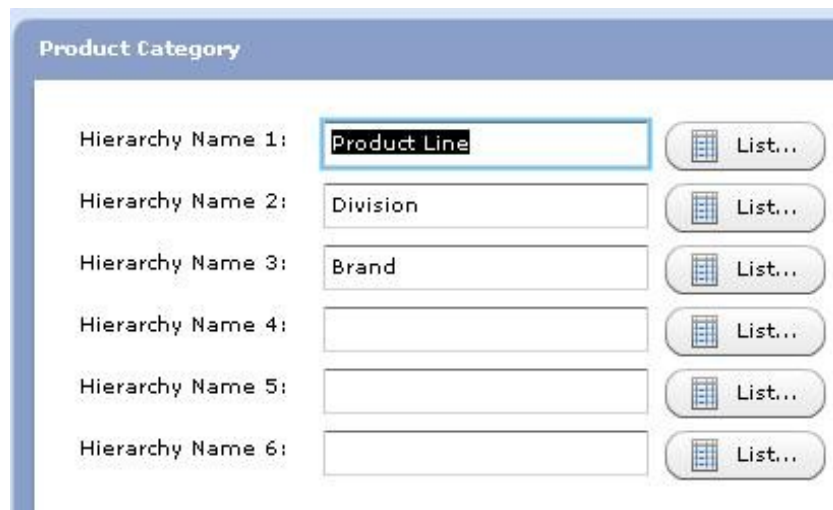 Product Category
Hierarchy Name 1: Product Line List...
Hierarchy Name 2: Division List...
Hierarchy Name 3: Brand List...
Hierarchy Name 4: List...
Hierarchy Name 5: List...
Hierarchy Name 6: List...